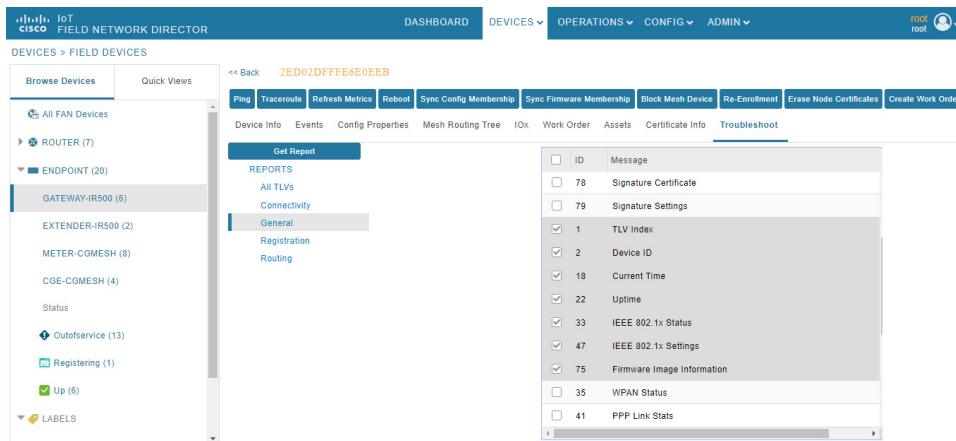 IoT
CISCO FIELD NETWORK DIRECTOR
DASHBOARD DEVICES OPERATIONS CONFIG ADMIN
root
root
DEVICES > FIELD DEVICES
Browse Devices
Quick Views
All FAN Devices
ROUTER (7)
ENDPOINT (20)
GATEWAY-IR500 (6)
EXTENDER-IR500 (2)
METER-CGMESH (8)
CGE-CGMESH (4)
Status
Outofservice (13)
Registering (1)
Up (6)
LABELS
<< Back 2ED02DFFFE6E0EEB
Ping Traceroute Refresh Metrics Reboot Sync Config Membership Sync Firmware Membership Block Mesh Device Re-Enrollment Erase Node Certificates Create Work Orde
Device Info Events Config Properties Mesh Routing Tree IOx Work Order Assets Certificate Info Troubleshoot
Get Report
REPORTS
All TLVs
Connectivity
General
Registration
Routing
ID Message
78 Signature Certificate
79 Signature Settings
1 TLV Index
2 Device ID
18 Current Time
22 Uptime
33 IEEE 802.1x Status
47 IEEE 802.1x Settings
75 Firmware Image Information
35 WPAN Status
41 PPP Link Stats